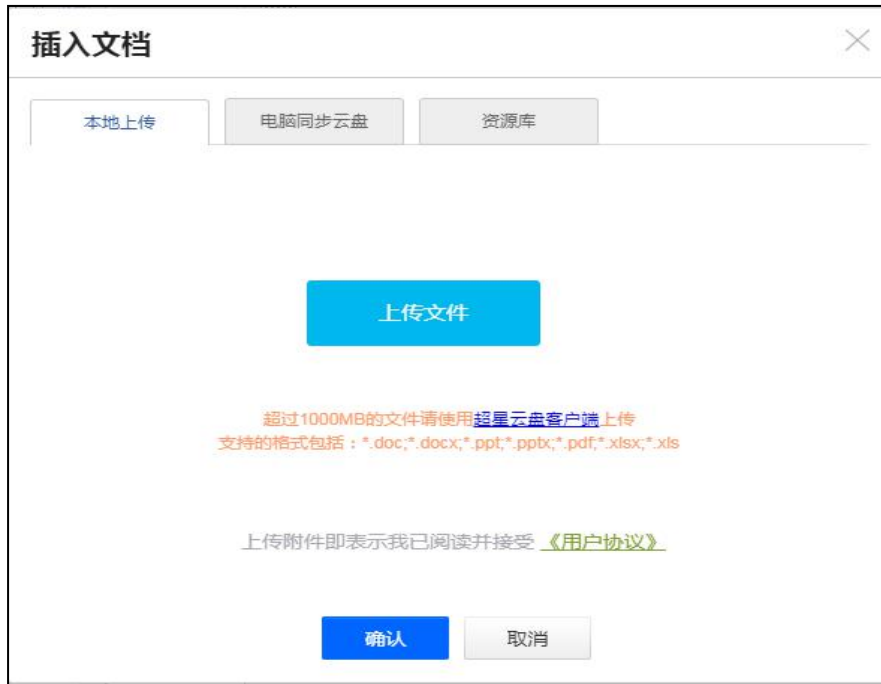 插入文档
本地上传 电脑同步云盘 资源库
上传文件
超过1000MB的文件请使用超星云盘客户端上传
支持的格式包括：*.doc;*.docx;*.ppt;*.pptx;*.pdf;*.xlsx;*.xls
上传附件即表示我已阅读并接受 《用户协议》
确认 取消